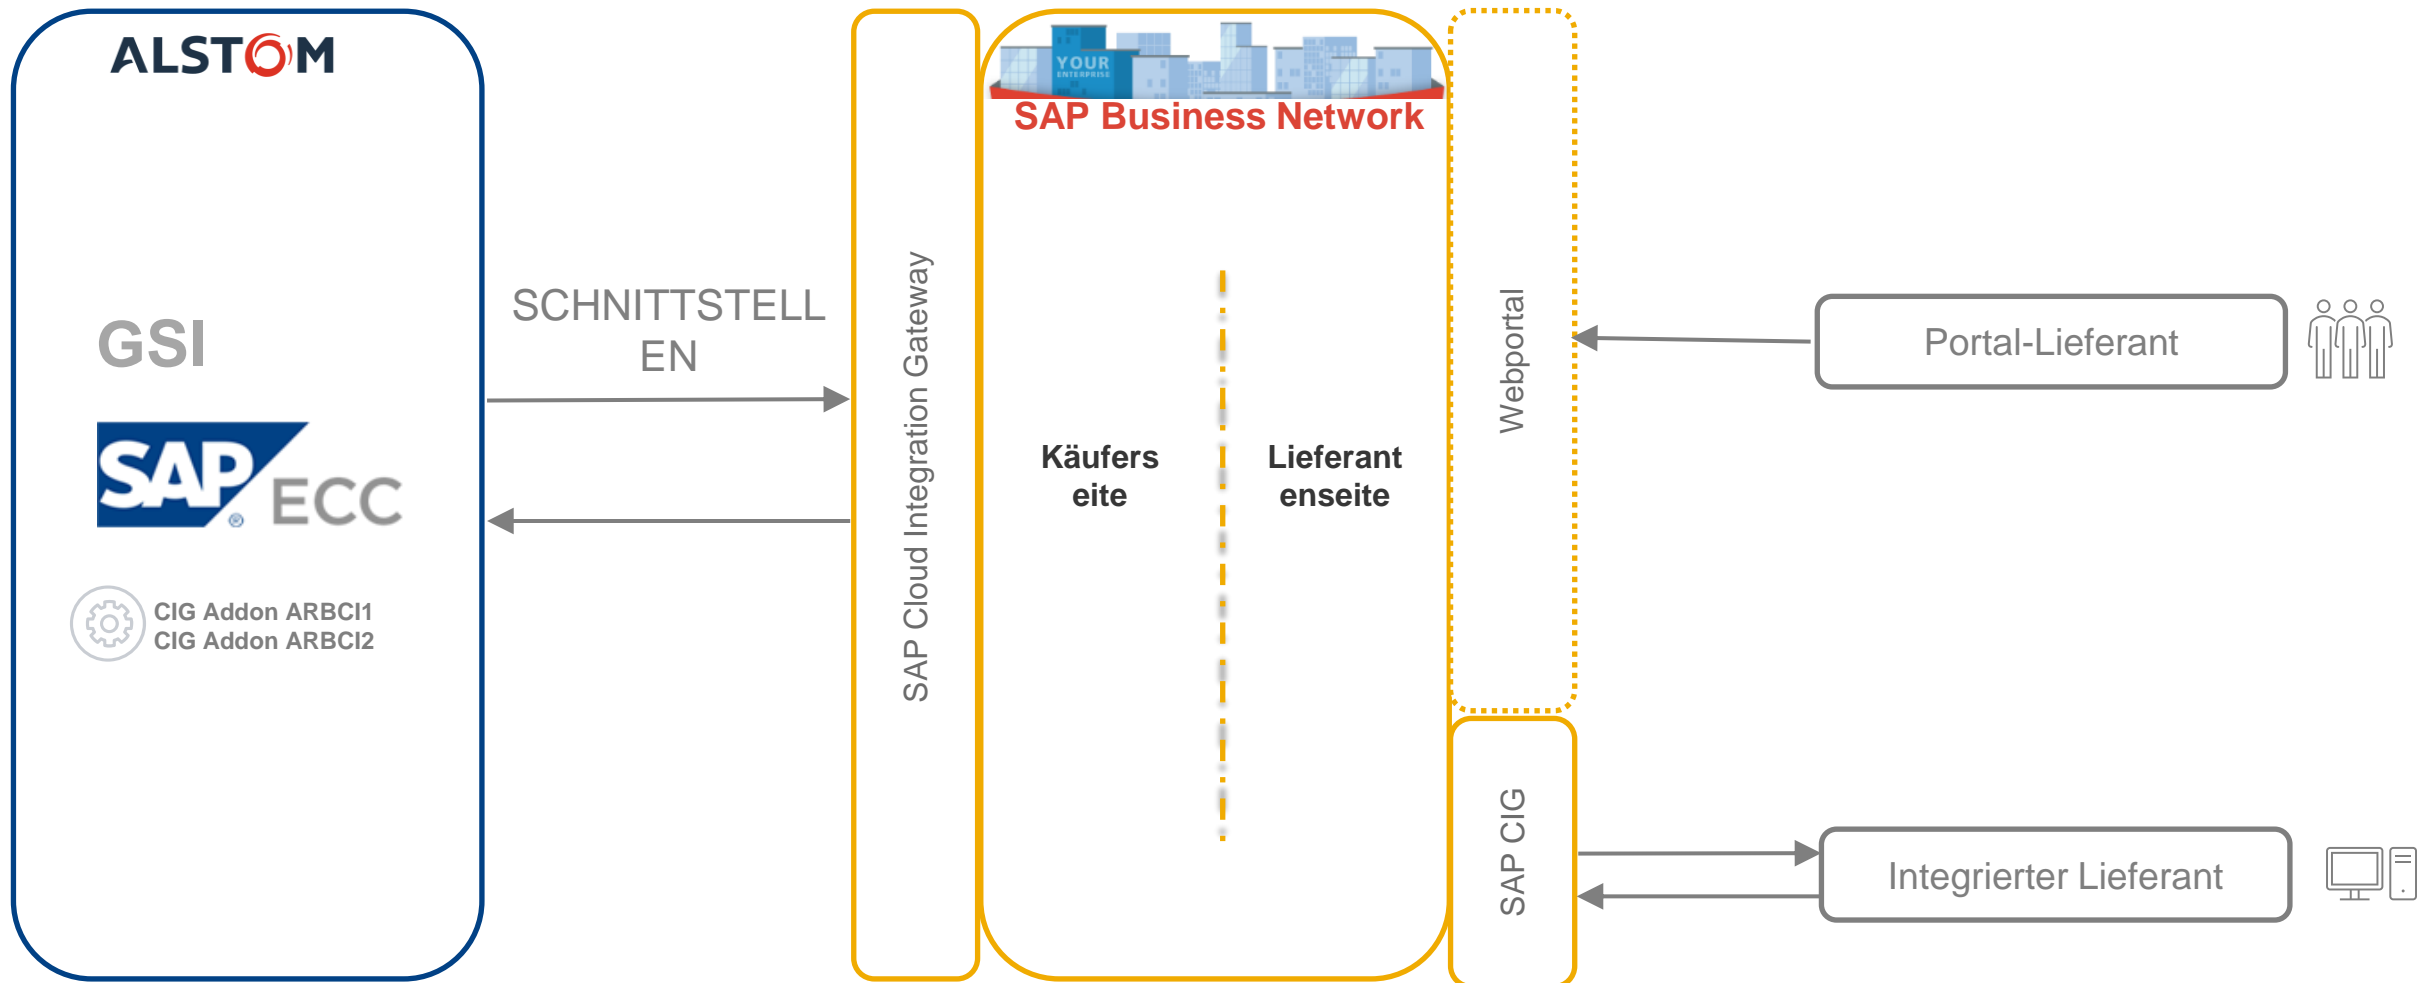 ALSTOM
GSI
SAP ECC
®
CIG Addon ARBCI1
CIG Addon ARBCI2
SCHNITTSTELL
EN
SAP Cloud Integration Gateway
YOUR
ENTERPRISE
SAP Business Network
Käufers
eite
Lieferant
enseite
Webportal
SAP CIG
Portal-Lieferant
Integrierter Lieferant